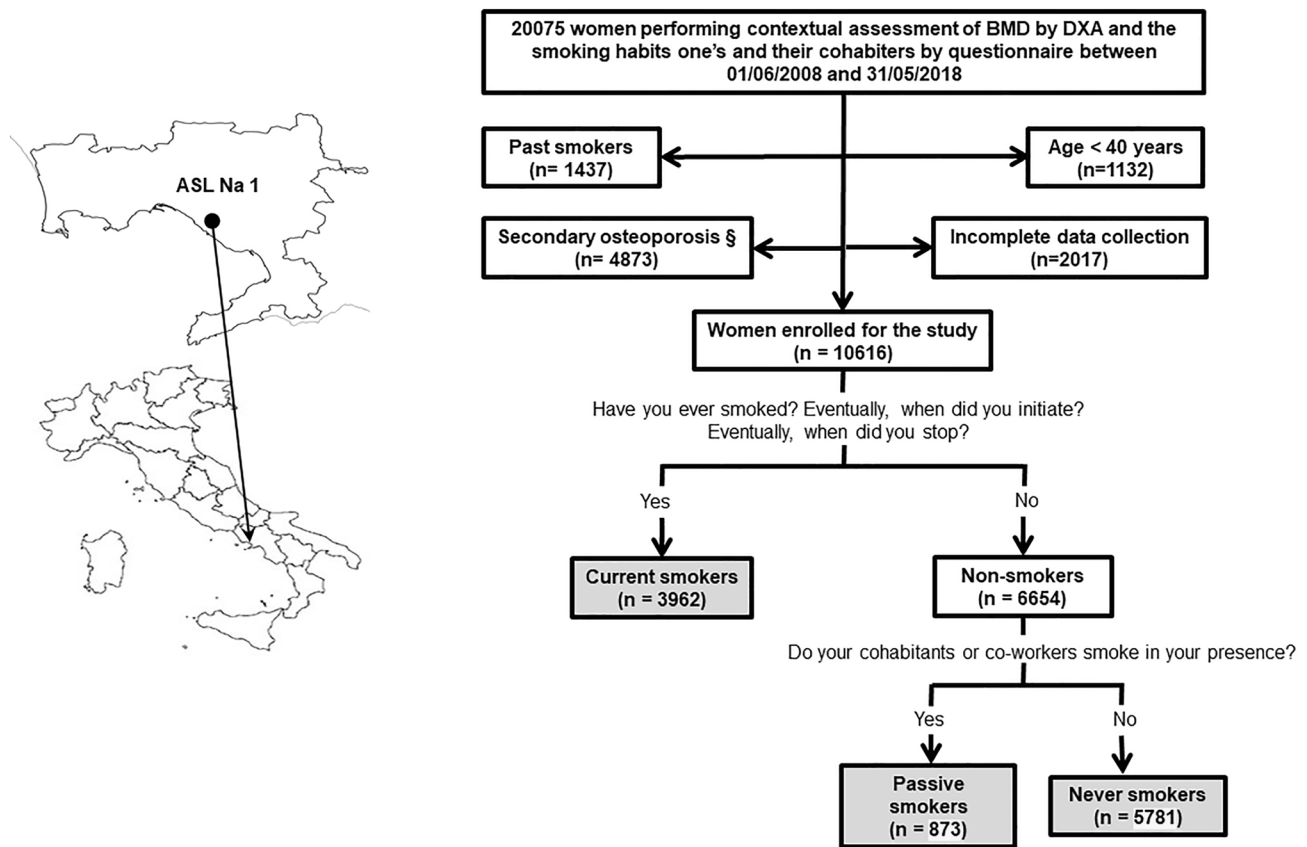 20075 women performing contextual assessment of BMD by DXA and the
smoking habits one's and their cohabiters by questionnaire between
01/06/2008 and 31/05/2018
Past smokers
(n= 1437)
Age < 40 years
(n=1132)
ASL Na 1
Secondary osteoporosis §
(n= 4873)
Incomplete data collection
(n=2017)
Women enrolled for the study
(n = 10616)
Have you ever smoked? Eventually, when did you initiate?
Eventually, when did you stop?
Yes
No
Current smokers
(n = 3962)
Non-smokers
(n = 6654)
Do your cohabitants or co-workers smoke in your presence?
Yes
No
Passive
smokers
(n = 873)
Never smokers
(n = 5781)